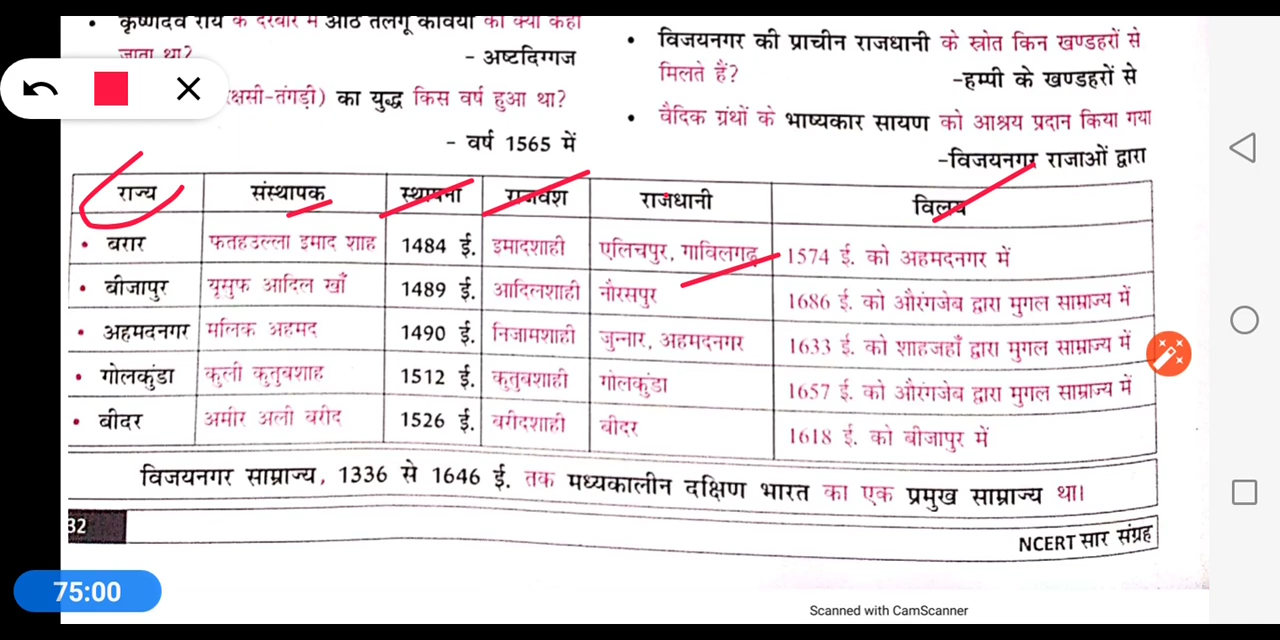 कृष्णदेव राय के दरबार में आठ तेलगू कवियों को क्या कहा
जाता था?
- अष्टदिग्गज
क्षसी-तंगड़ी) का युद्ध किस वर्ष हुआ था?
- वर्ष 1565 में
• विजयनगर की प्राचीन राजधानी के स्रोत किन खण्डहरों से
मिलते हैं?
-हम्पी के खण्डहरों से
• वैदिक ग्रंथों के भाष्यकार सायण को आश्रय प्रदान किया गया
-विजयनगर राजाओं द्वारा
राज्य संस्थापक स्थापना राजवंश राजधानी विलय
• बरार फतहउल्ला इमाद शाह 1484 ई. इमादशाही एलिचपुर, गाविलगढ़ 1574 ई. को अहमदनगर में
• बीजापुर यूसुफ आदिल खाँ 1489 ई. आदिलशाही नौरसपुर 1686 ई. को औरंगजेब द्वारा मुगल साम्राज्य में
• अहमदनगर मलिक अहमद 1490 ई. निजामशाही जुन्नार, अहमदनगर 1633 ई. को शाहजहाँ द्वारा मुगल साम्राज्य में
• गोलकुंडा कुली कुतुबशाह 1512 ई. कुतुबशाही गोलकुंडा 1657 ई. को औरंगजेब द्वारा मुगल साम्राज्य में
• बीदर अमीर अली बरीद 1526 ई. बरीदशाही बीदर 1618 ई. को बीजापुर में
विजयनगर साम्राज्य, 1336 से 1646 ई. तक मध्यकालीन दक्षिण भारत का एक प्रमुख साम्राज्य था।
32
NCERT सार संग्रह
75:00
Scanned with CamScanner